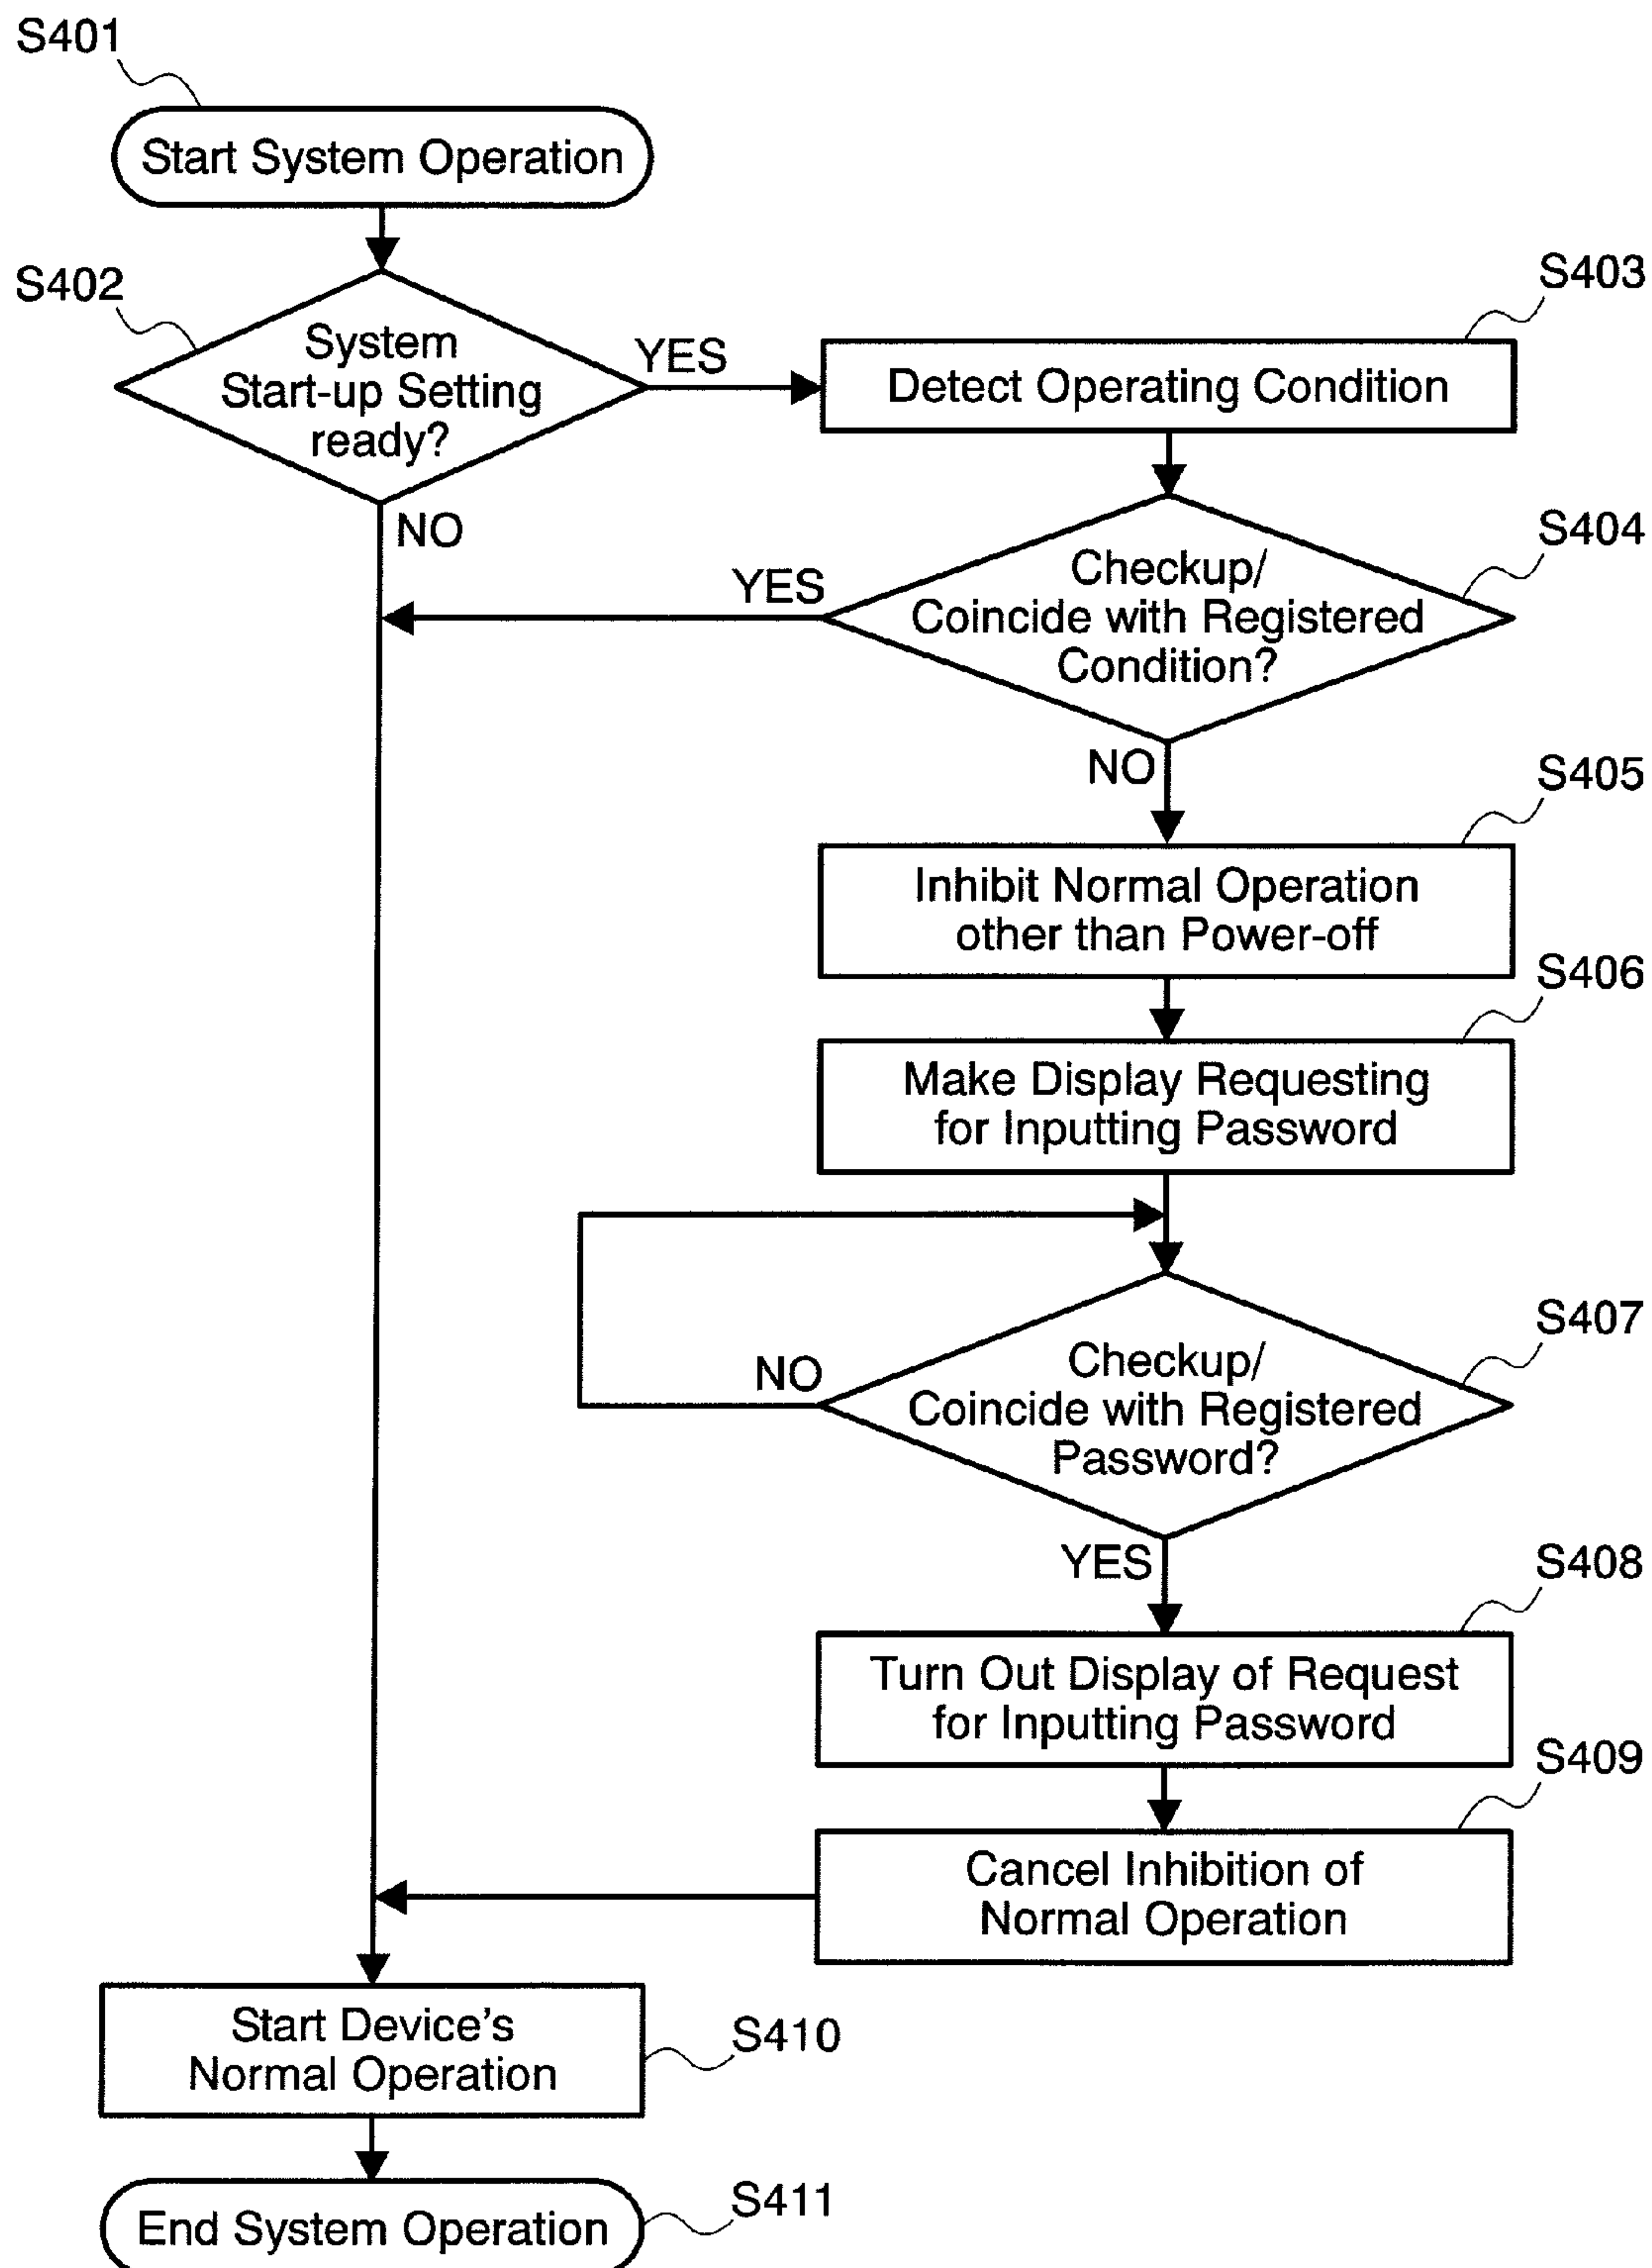 S401
Start System Operation
S402
System
Start-up Setting
ready?
YES
NO
S403
Detect Operating Condition
S404
Checkup/
Coincide with Registered
Condition?
YES
NO
S405
Inhibit Normal Operation
other than Power-off
S406
Make Display Requesting
for Inputting Password
S407
Checkup/
Coincide with Registered
Password?
NO
YES
S408
Turn Out Display of Request
for Inputting Password
S409
Cancel Inhibition of
Normal Operation
Start Device's
Normal Operation
S410
End System Operation
S411